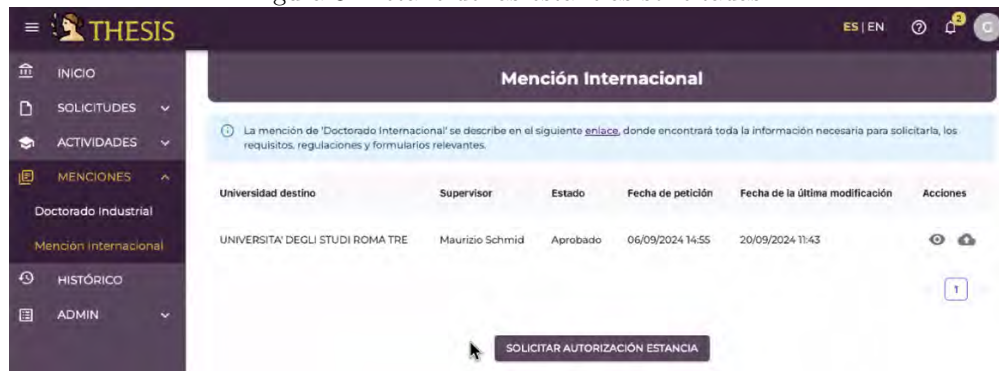 THESIS
ES | EN
2
G
INICIO
SOLICITUDES
ACTIVIDADES
MENCIONES
Doctorado Industrial
Mención Internacional
HISTÓRICO
ADMIN
Mención Internacional
La mención de 'Doctorado Internacional' se describe en el siguiente enlace, donde encontrará toda la información necesaria para solicitarla, los
requisitos, regulaciones y formularios relevantes.
Universidad destino Supervisor Estado Fecha de petición Fecha de la última modificación Acciones
UNIVERSITA' DEGLI STUDI ROMA TRE Maurizio Schmid Aprobado 06/09/2024 14:55 20/09/2024 11:43
1
SOLICITAR AUTORIZACIÓN ESTANCIA